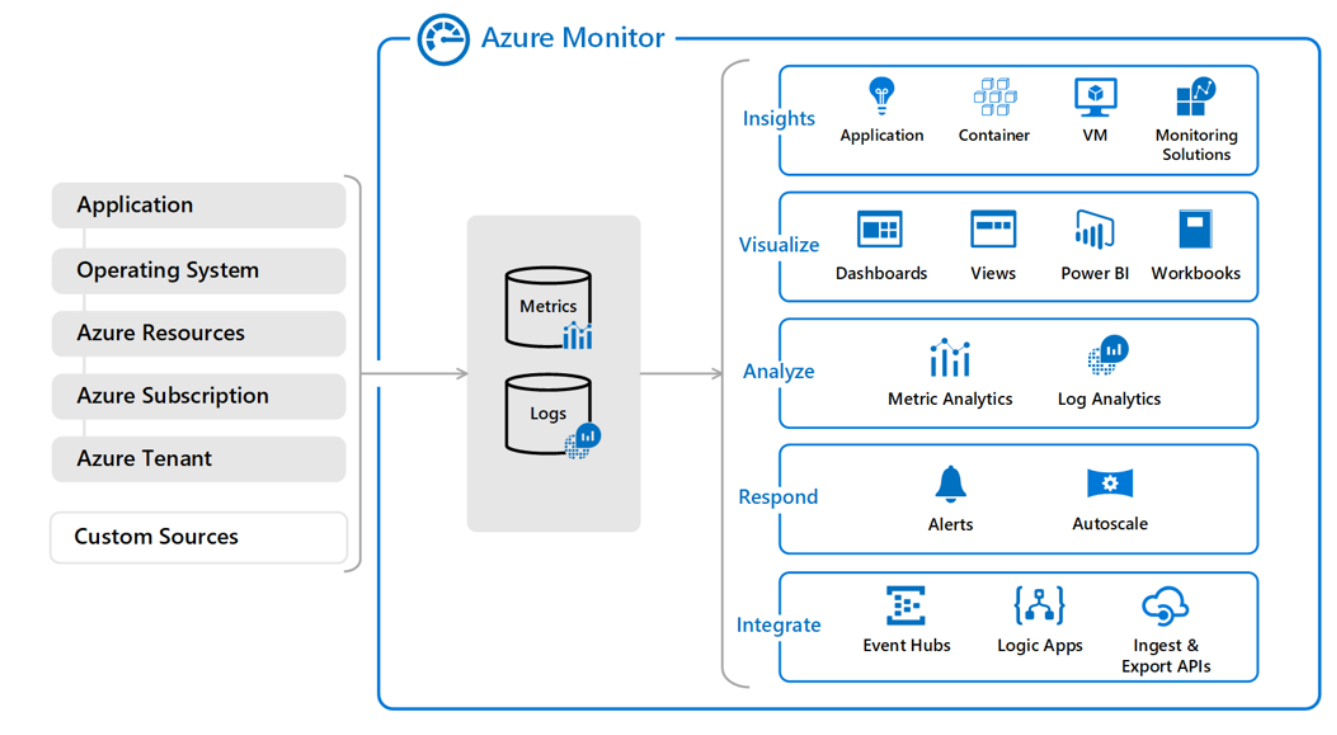 Azure Monitor
Application
Operating System
Azure Resources
Azure Subscription
Azure Tenant
Custom Sources
Metrics
Logs
Insights
Application
Container
VM
Monitoring
Solutions
Visualize
Dashboards
Views
Power BI
Workbooks
Analyze
Metric Analytics
Log Analytics
Respond
Alerts
Autoscale
Integrate
Event Hubs
Logic Apps
Ingest &
Export APIs